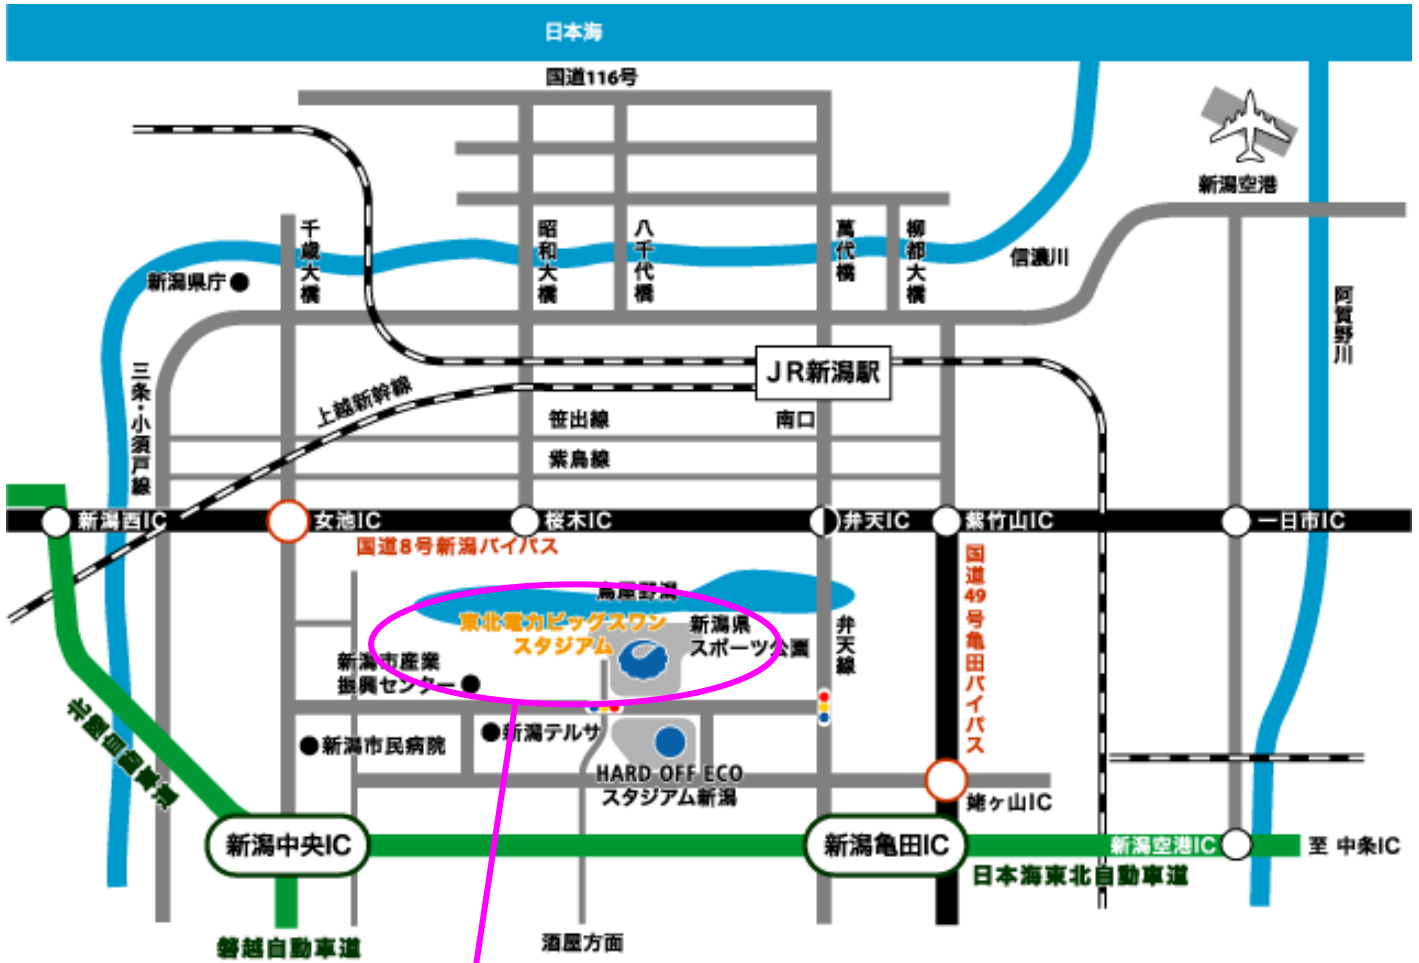 日本海
国道116号
新潟空港
千歳大橋
昭和大橋
八千代橋
萬代橋
柳都大橋
信濃川
新潟県庁
阿賀野川
三条・小須戸線
上越新幹線
JR新潟駅
笹出線
南口
紫鳥線
新潟西IC
女池IC
桜木IC
弁天IC
紫竹山IC
一日市IC
国道8号新潟バイパス
国道49号亀田バイパス
鳥屋野潟
東北電力ビッグスワン
スタジアム
新潟県
スポーツ公園
弁天線
新潟市産業
振興センター
北陸自動車道
新潟市民病院
新潟テルサ
HARD OFF ECO
スタジアム新潟
姥ヶ山IC
新潟中央IC
新潟亀田IC
新潟空港IC
至 中条IC
日本海東北自動車道
磐越自動車道
酒屋方面